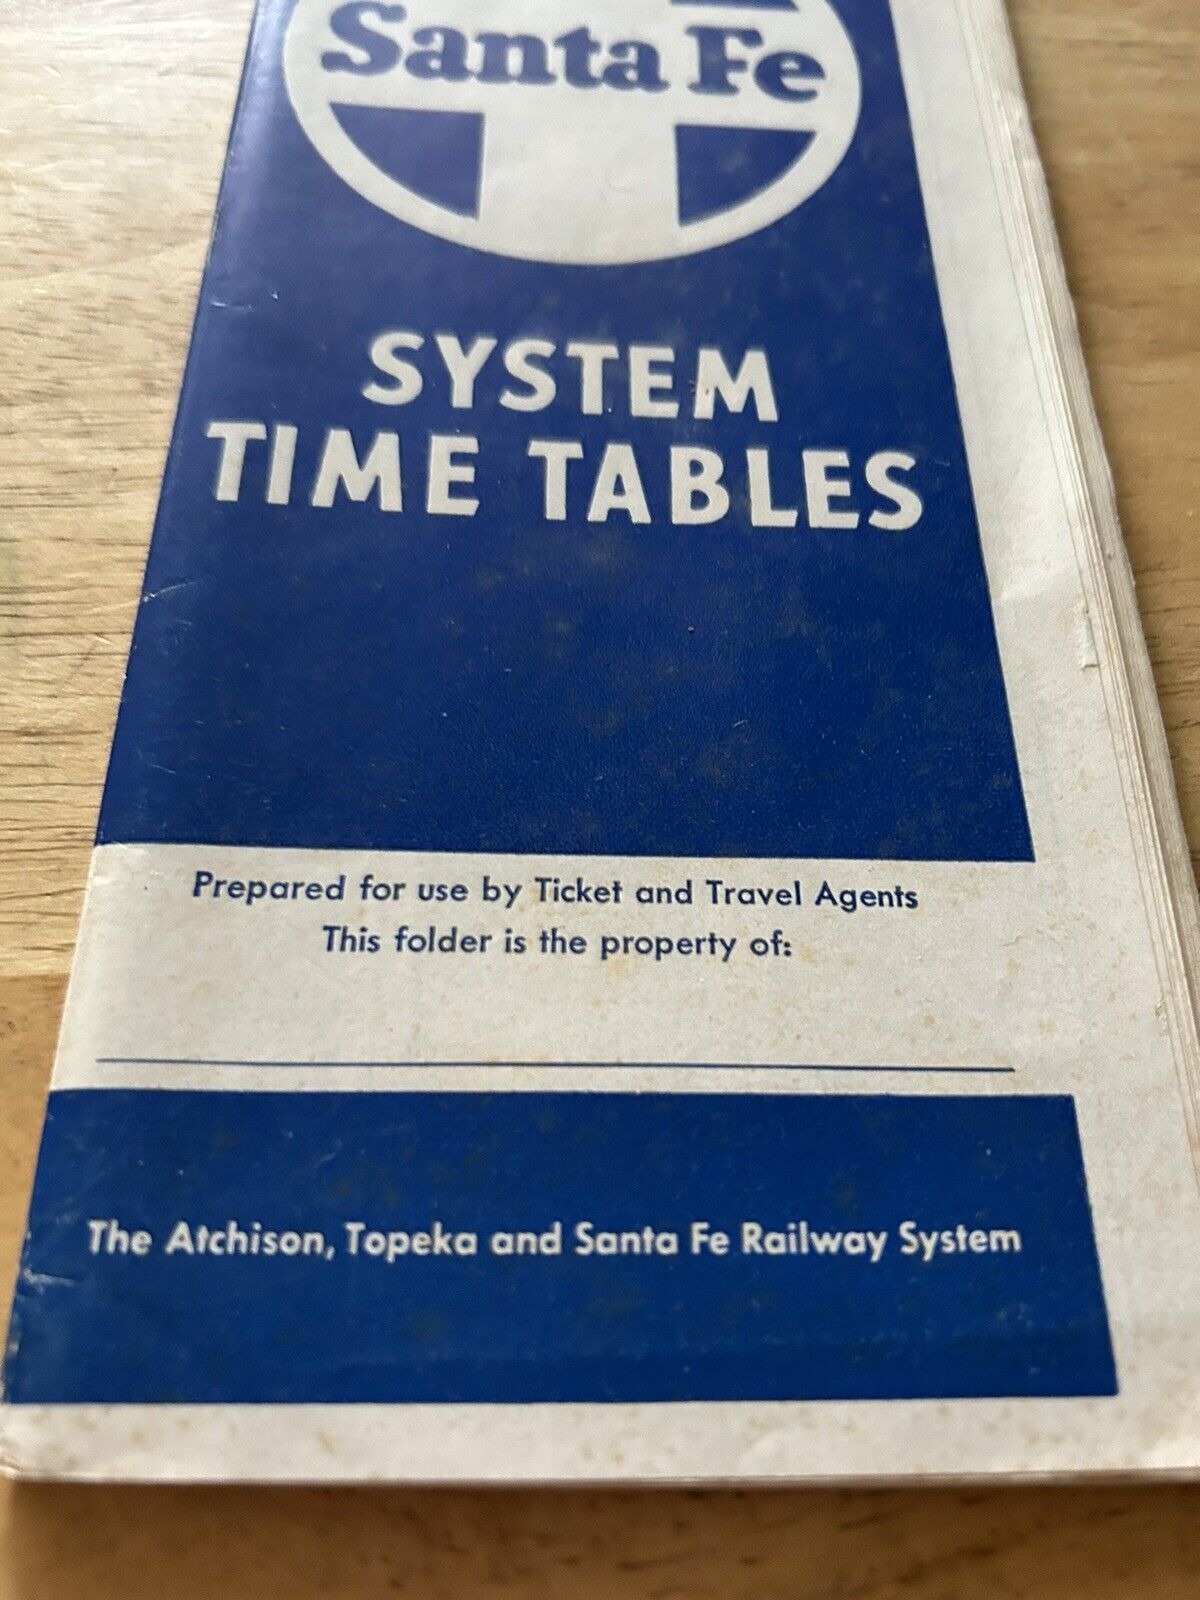 Santa Fe
SYSTEM
TIME TABLES
Prepared for use by Ticket and Travel Agents
This folder is the property of:
The Atchison, Topeka and Santa Fe Railway System